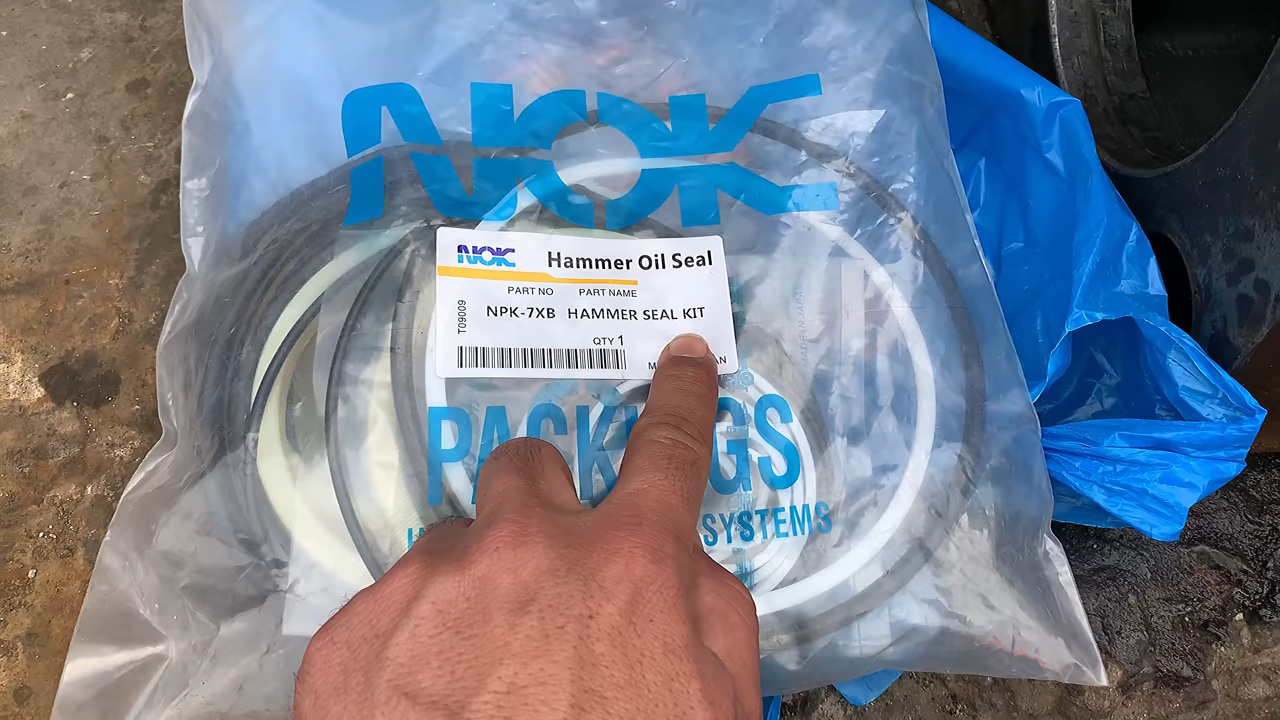 NOK
NOK Hammer Oil Seal
PART NO PART NAME
NPK-7XB HAMMER SEAL KIT
T09009
QTY 1
SYSTEMS